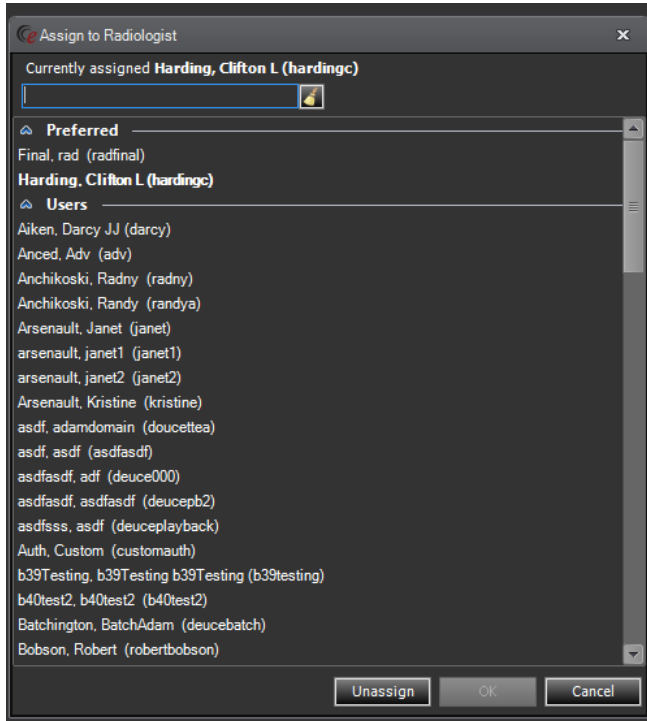 Assign to Radiologist
Currently assigned Harding, Clifton L (hardingc)
Preferred
Final, rad (radfinal)
Harding, Clifton L (hardingc)
Users
Aiken, Darcy JJ (darcy)
Anced, Adv (adv)
Anchikoski, Radny (radny)
Anchikoski, Randy (randya)
Arsenault, Janet (janet)
arsenault, janet1 (janet1)
arsenault, janet2 (janet2)
Arsenault, Kristine (kristine)
asdf, adamdomain (doucettea)
asdf, asdf (asdfasdf)
asdfasdf, adf (deuce000)
asdfasdf, asdfasdf (deucepb2)
asdfsss, asdf (deuceplayback)
Auth, Custom (customauth)
b39Testing, b39Testing b39Testing (b39testing)
b40test2, b40test2 (b40test2)
Batchington, BatchAdam (deucebatch)
Bobson, Robert (robertbobson)
Unassign OK Cancel